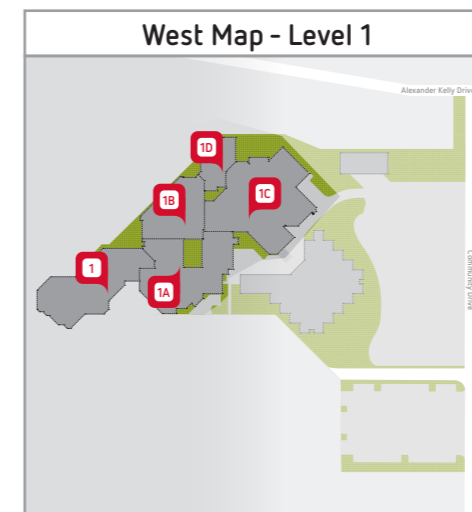 West Map - Level 1
Alexander Kelly Drive
1D
1B
1C
1
1A
Community Drive